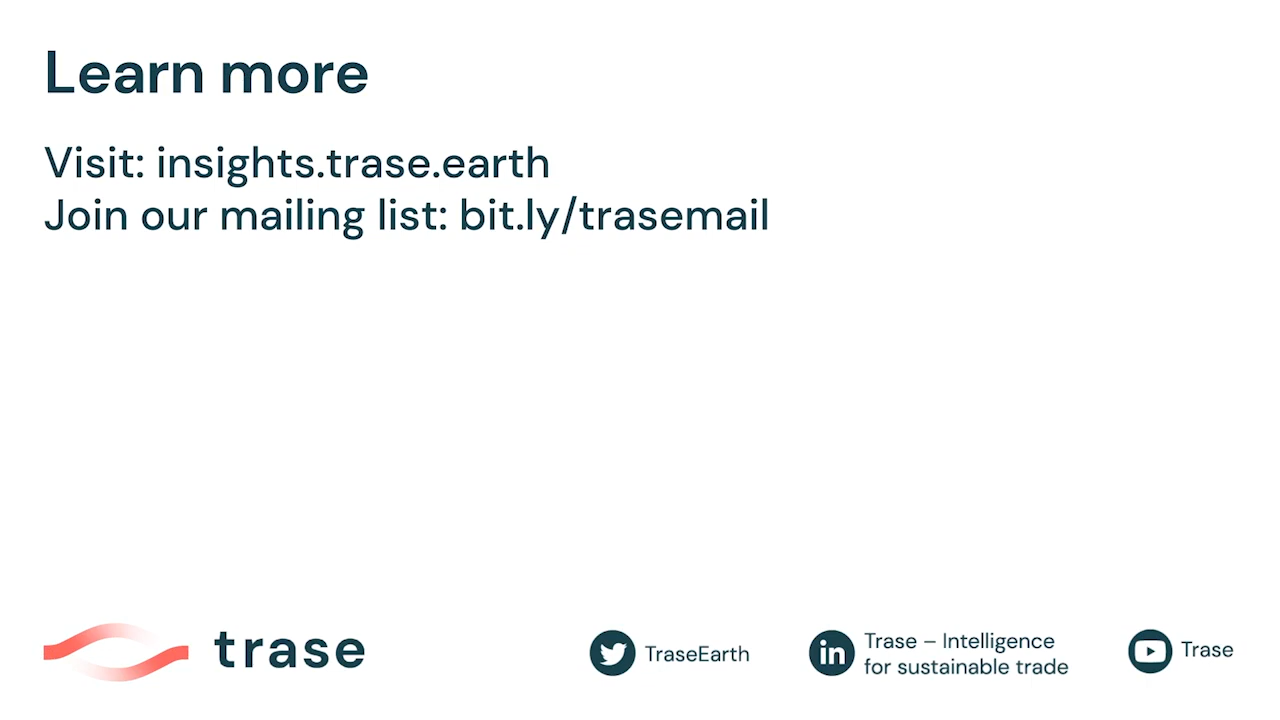 Learn more
Visit: insights.trase.earth
Join our mailing list: bit.ly/trasemail
trase
TraseEarth
in
Trase – Intelligence
for sustainable trade
Trase